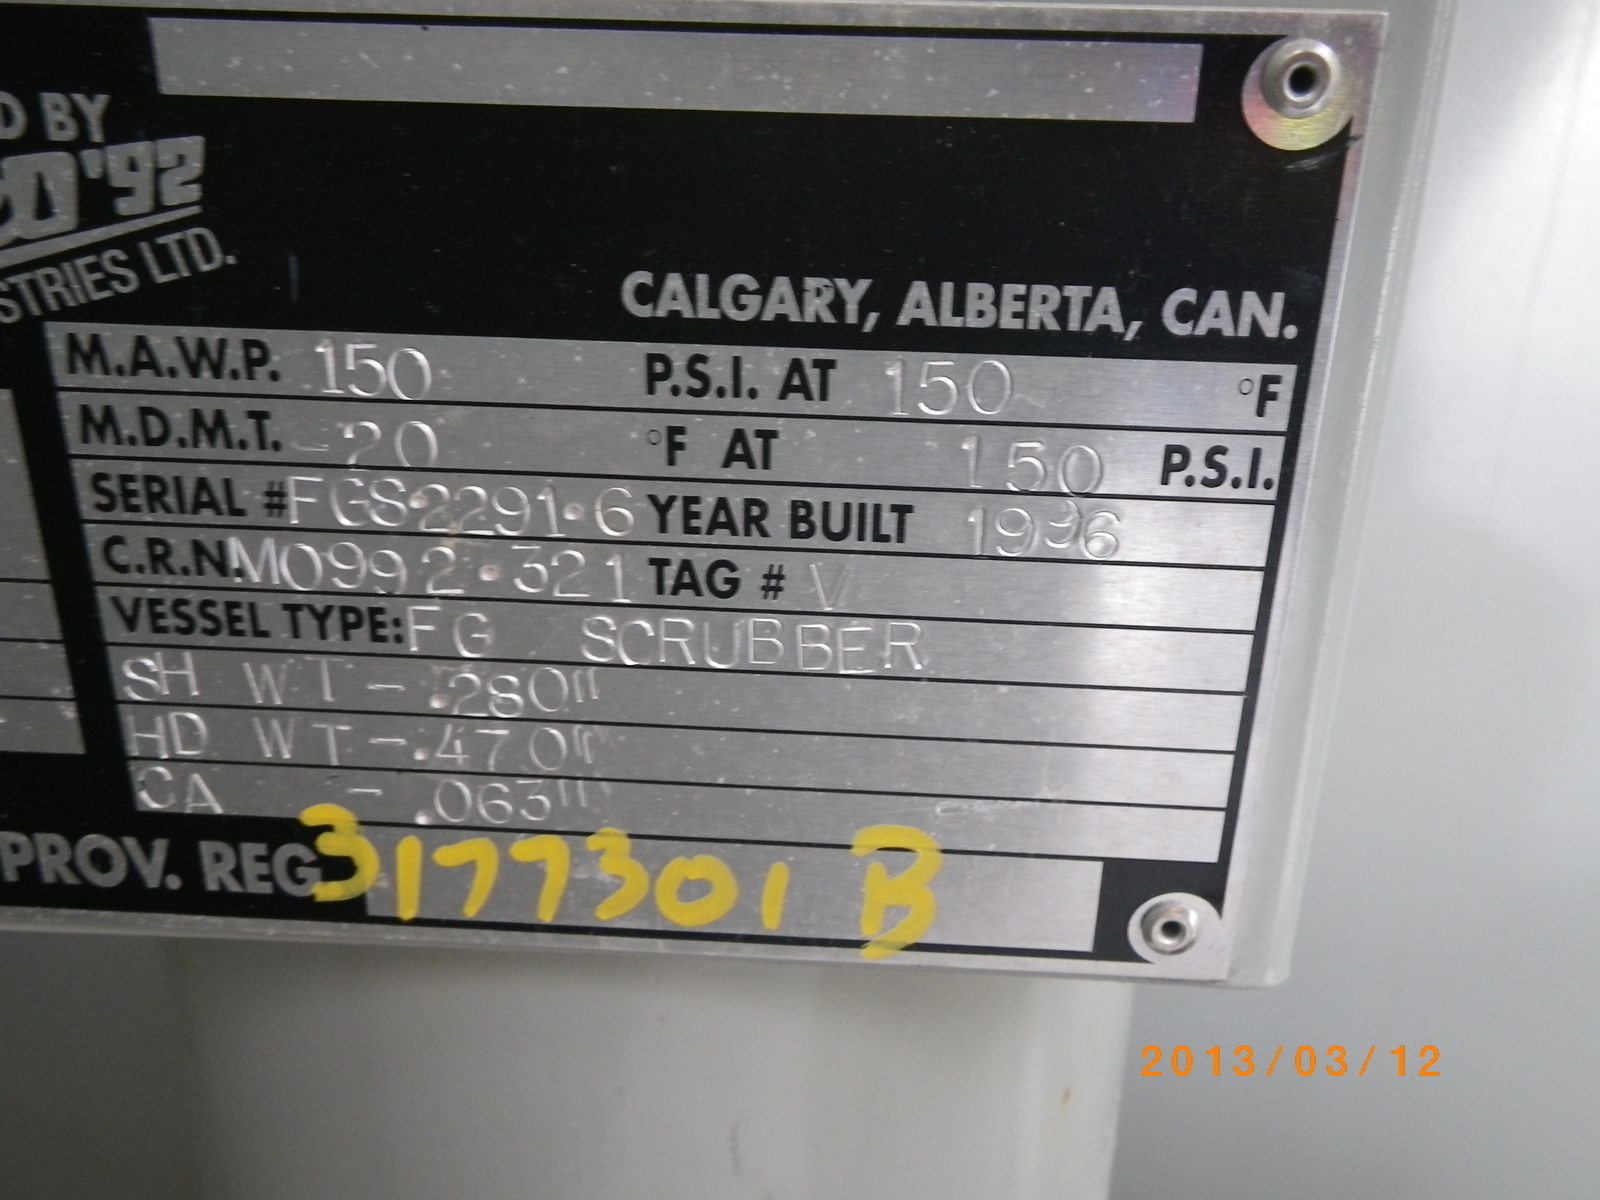 D BY
'92
STRIES LTD.
CALGARY, ALBERTA, CAN.
M.A.W.P. 150 P.S.I. AT 150 °F
M.D.M.T. -20 °F AT 150 P.S.I.
SERIAL # FGS2291.6 YEAR BUILT 1996
C.R.N. M0992.321 TAG # V
VESSEL TYPE: FG SCRUBBER
SH WT - .280"
HD WT - .470"
CA - .063"
PROV. REG 3177301 B
2013/03/12